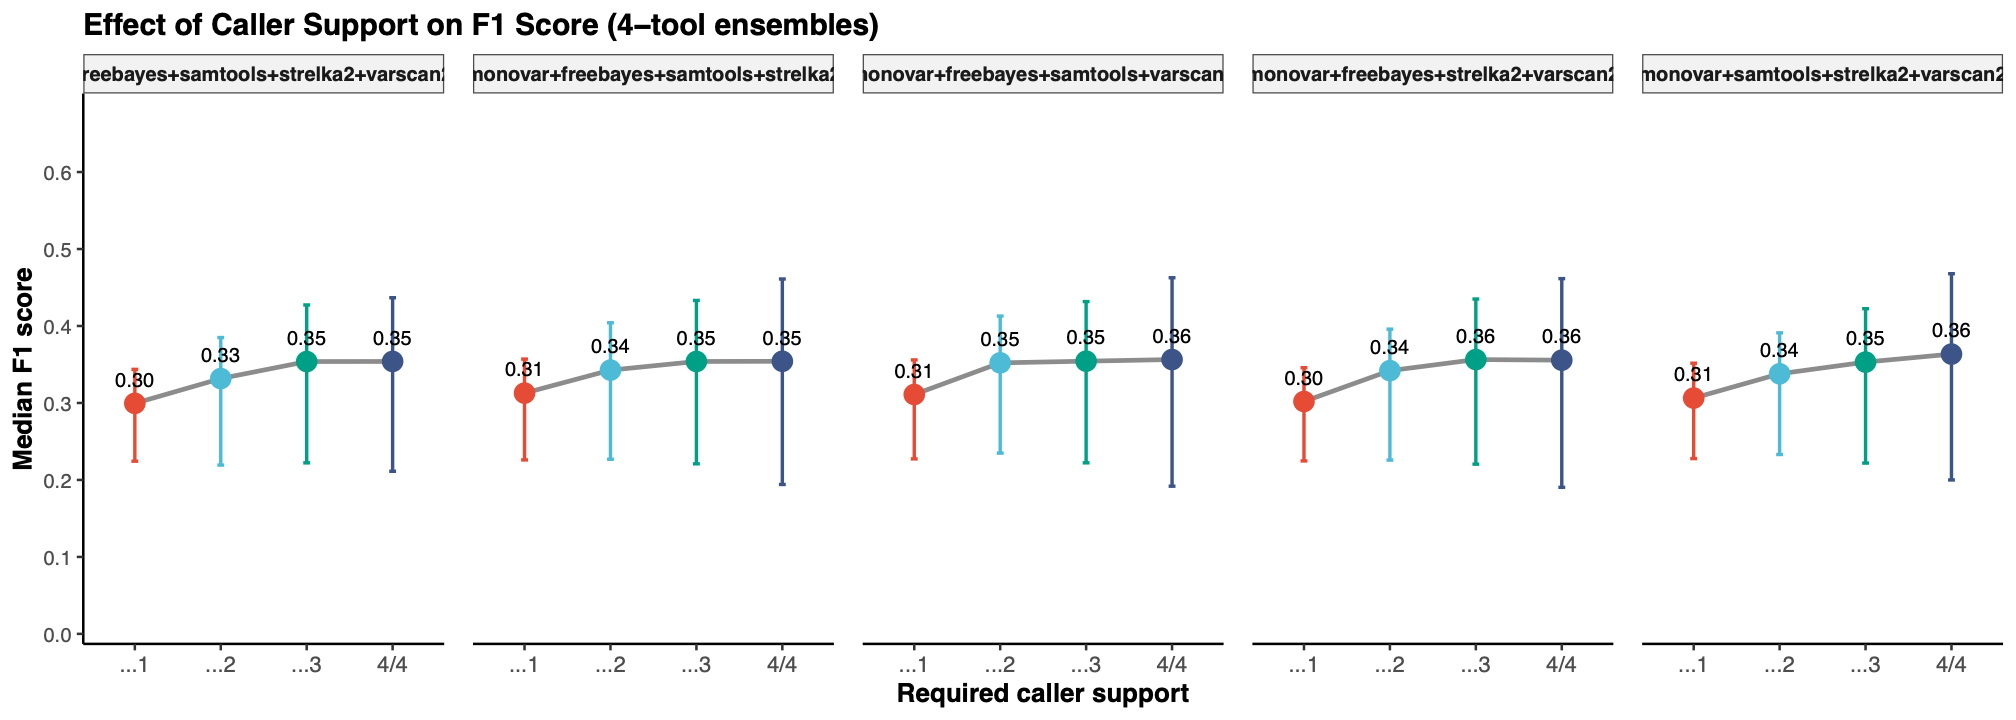 Effect of Caller Support on F1 Score (4−tool ensembles)
reebayes+samtools+strelka2+varscan2
monovar+freebayes+samtools+strelka2
monovar+freebayes+samtools+varscan
monovar+freebayes+strelka2+varscan2
monovar+samtools+strelka2+varscan2
Median F1 score
0.6
0.5
0.4
0.3
0.2
0.1
0.0
0.30
0.33
0.35
0.35
0.31
0.34
0.35
0.35
0.31
0.35
0.35
0.36
0.30
0.34
0.36
0.36
0.31
0.34
0.35
0.36
...1 ...2 ...3 4/4
...1 ...2 ...3 4/4
...1 ...2 ...3 4/4
...1 ...2 ...3 4/4
...1 ...2 ...3 4/4
Required caller support